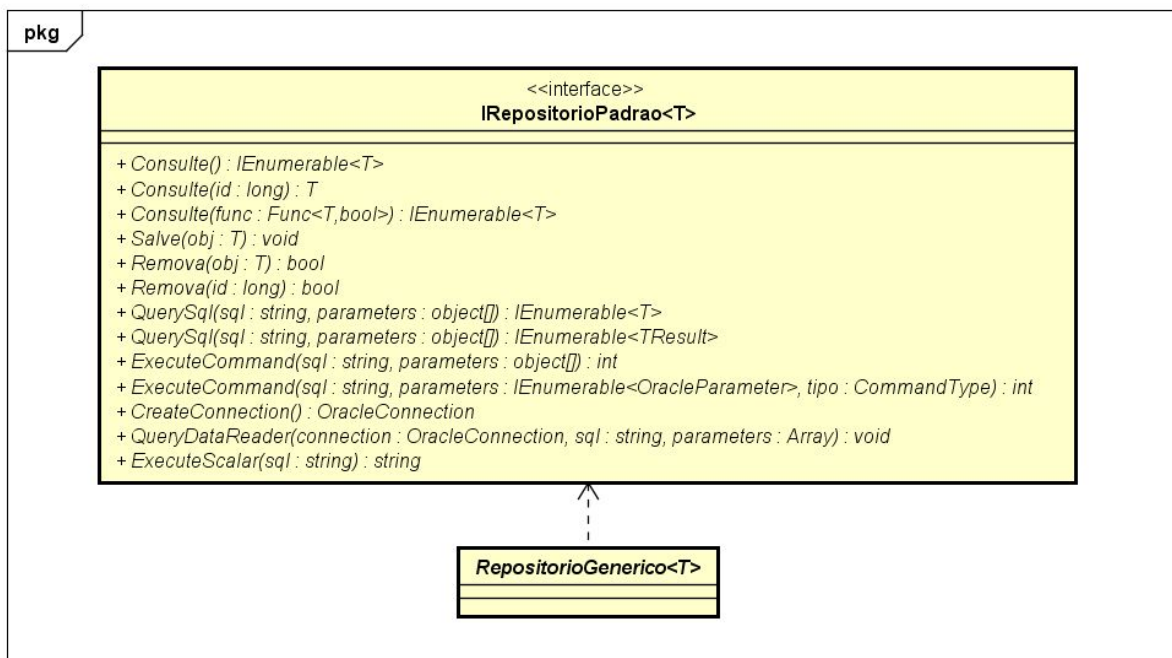 pkg
<<interface>>
IRepositorioPadrao<T>
+ Consulte() : IEnumerable<T>
+ Consulte(id : long) : T
+ Consulte(func : Func<T,bool>) : IEnumerable<T>
+ Salve(obj : T) : void
+ Remova(obj : T) : bool
+ Remova(id : long) : bool
+ QuerySql(sql : string, parameters : object[]) : IEnumerable<T>
+ QuerySql(sql : string, parameters : object[]) : IEnumerable<TResult>
+ ExecuteCommand(sql : string, parameters : object[]) : int
+ ExecuteCommand(sql : string, parameters : IEnumerable<OracleParameter>, tipo : CommandType) : int
+ CreateConnection() : OracleConnection
+ QueryDataReader(connection : OracleConnection, sql : string, parameters : Array) : void
+ ExecuteScalar(sql : string) : string
RepositorioGenerico<T>